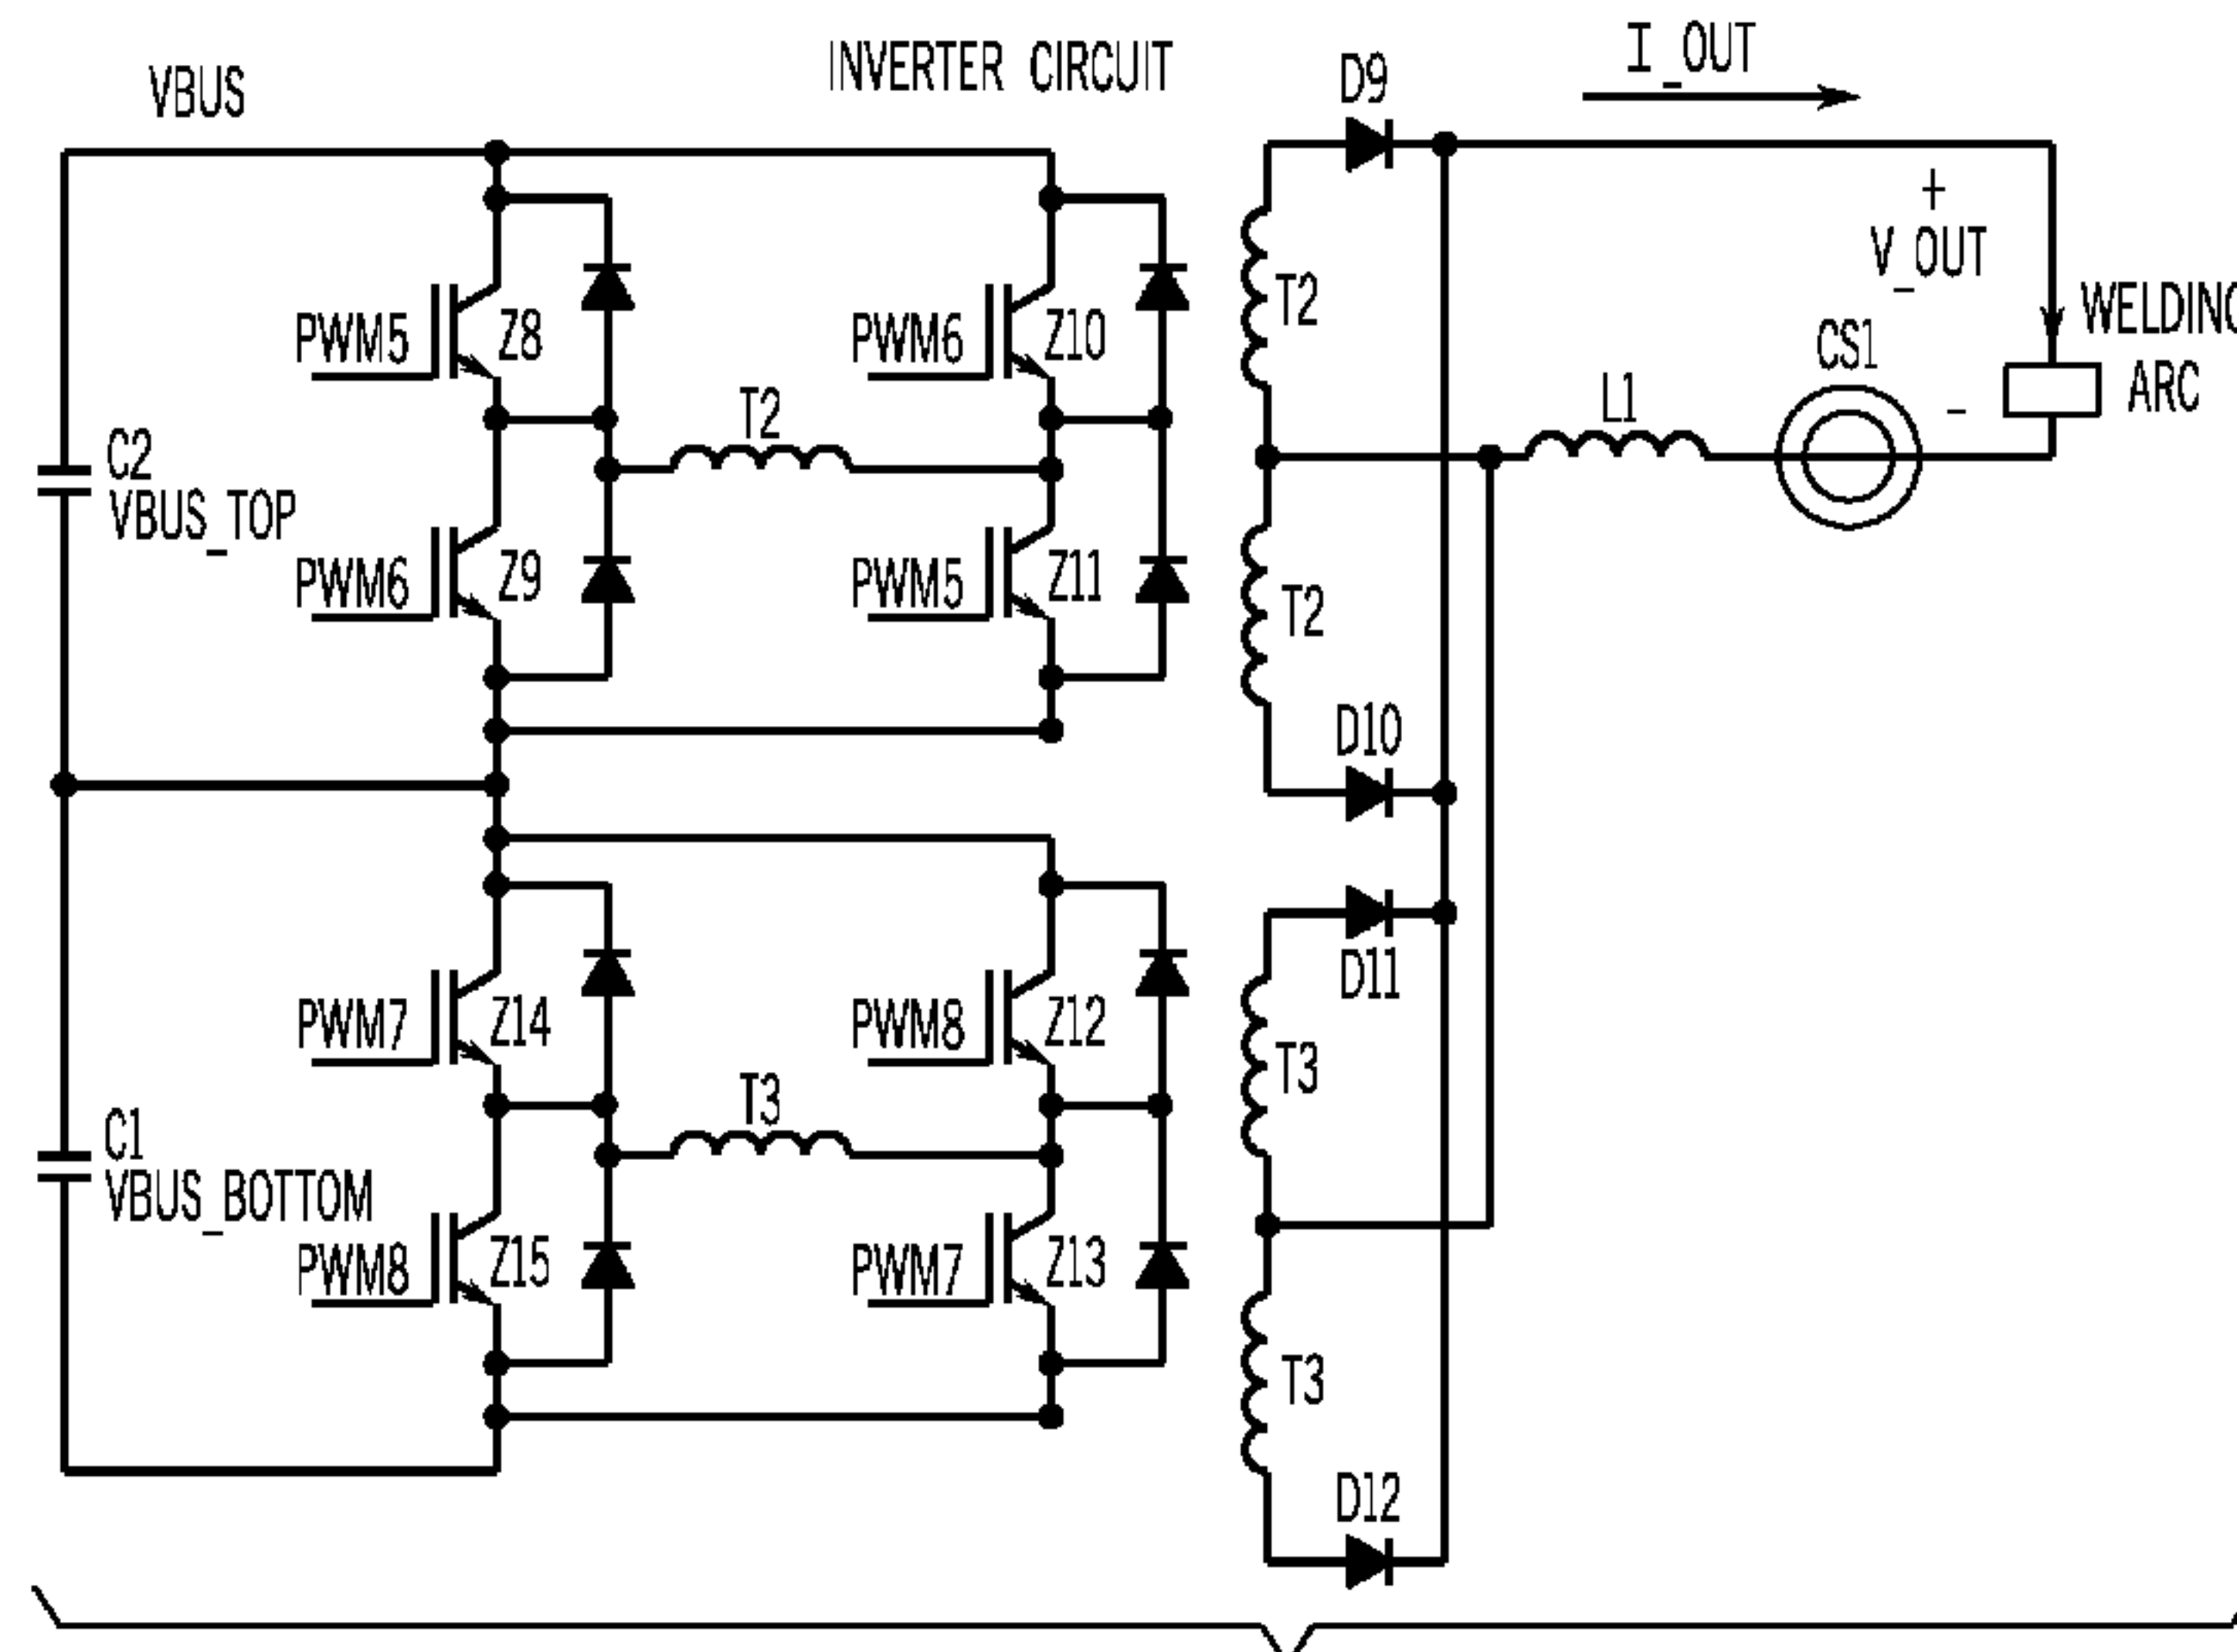 VBUS
INVERTER CIRCUIT
D9
I_OUT
+
V_OUT
WELDING
ARC
CS1
-
L1
T2
PWM5
Z8
PWM6
Z10
T2
C2
VBUS_TOP
PWM6
Z9
PWM5
Z11
T2
D10
D11
PWM7
Z14
PWM8
Z12
T3
T3
C1
VBUS_BOTTOM
PWM8
Z15
PWM7
Z13
T3
D12